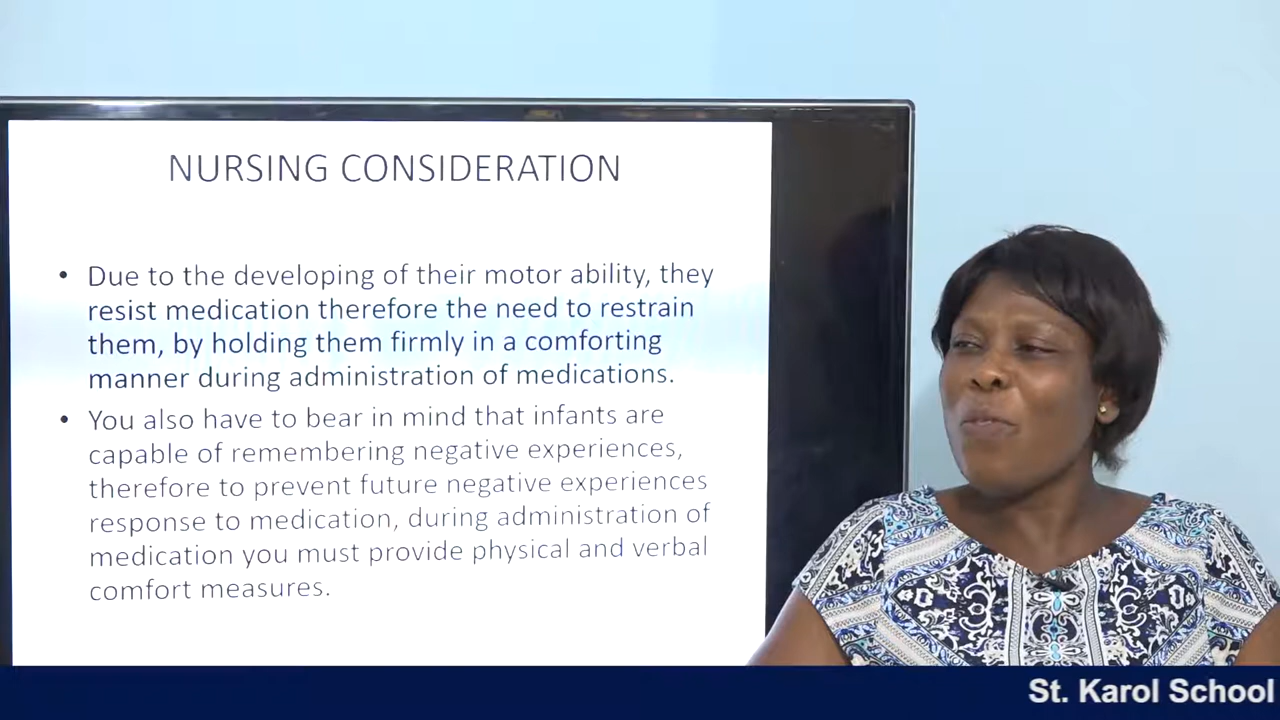 NURSING CONSIDERATION
• Due to the developing of their motor ability, they
resist medication therefore the need to restrain
them, by holding them firmly in a comforting
manner during administration of medications.
• You also have to bear in mind that infants are
capable of remembering negative experiences,
therefore to prevent future negative experiences
response to medication, during administration of
medication you must provide physical and verbal
comfort measures.
St. Karol School